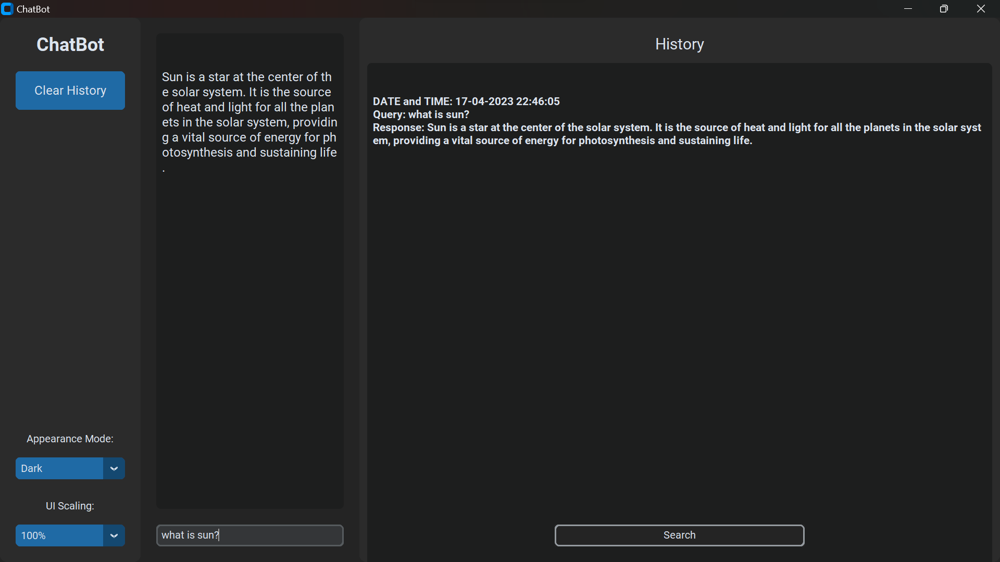 ChatBot
ChatBot
Clear History
Appearance Mode:
Dark
UI Scaling:
100%
Sun is a star at the center of th
e solar system. It is the source
of heat and light for all the plan
ets in the solar system, providin
g a vital source of energy for ph
otosynthesis and sustaining life
.
what is sun?
History
DATE and TIME: 17-04-2023 22:46:05
Query: what is sun?
Response: Sun is a star at the center of the solar system. It is the source of heat and light for all the planets in the solar syst
em, providing a vital source of energy for photosynthesis and sustaining life.
Search